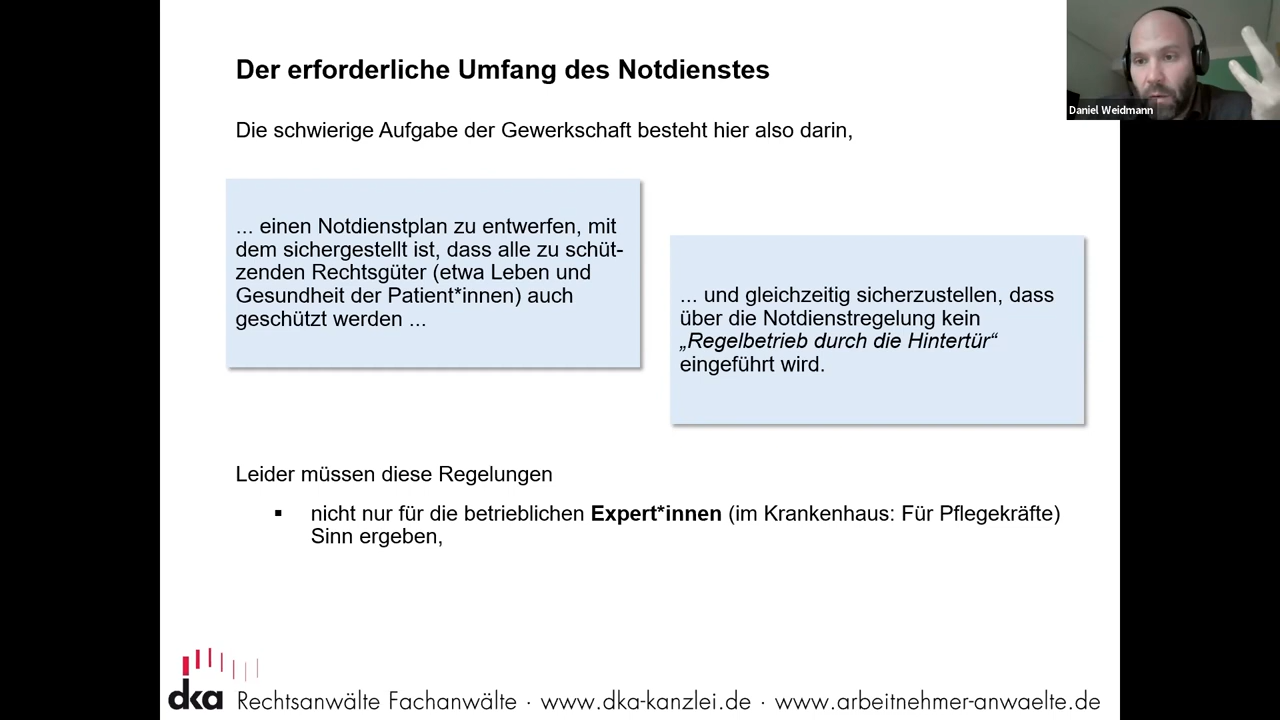 Der erforderliche Umfang des Notdienstes
Daniel Weidmann
Die schwierige Aufgabe der Gewerkschaft besteht hier also darin,
... einen Notdienstplan zu entwerfen, mit
dem sichergestellt ist, dass alle zu schüt-
zenden Rechtsgüter (etwa Leben und
Gesundheit der Patient*innen) auch
geschützt werden ...
... und gleichzeitig sicherzustellen, dass
über die Notdienstregelung kein
„Regelbetrieb durch die Hintertür“
eingeführt wird.
Leider müssen diese Regelungen
▪ nicht nur für die betrieblichen Expert*innen (im Krankenhaus: Für Pflegekräfte)
Sinn ergeben,
dka Rechtsanwälte Fachanwälte · www.dka-kanzlei.de · www.arbeitnehmer-anwaelte.de